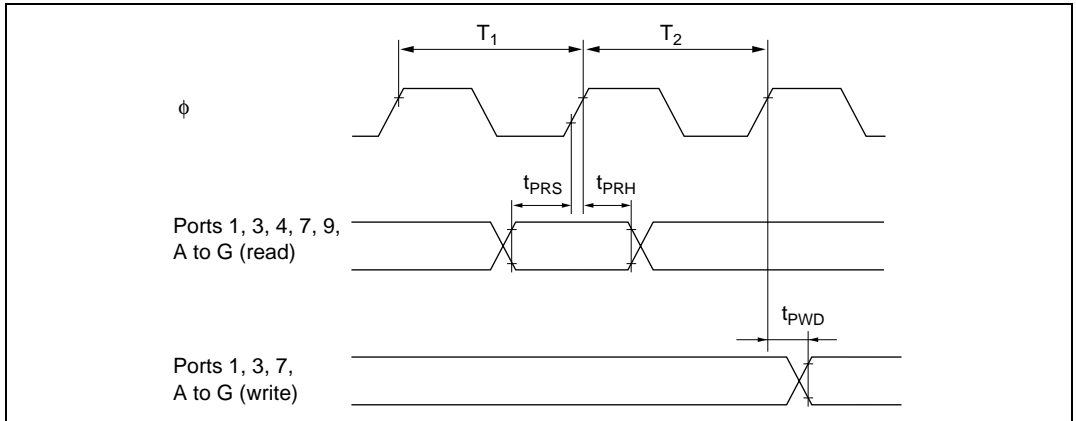 T1 T2
ϕ
tPRS tPRH
Ports 1, 3, 4, 7, 9,
A to G (read)
tPWD
Ports 1, 3, 7,
A to G (write)